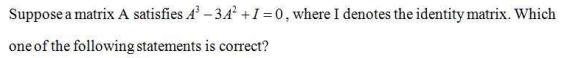 Suppose a matrix A satisfies A³ – 3A² + I = 0, where I denotes the identity matrix. Which
one of the following statements is correct?